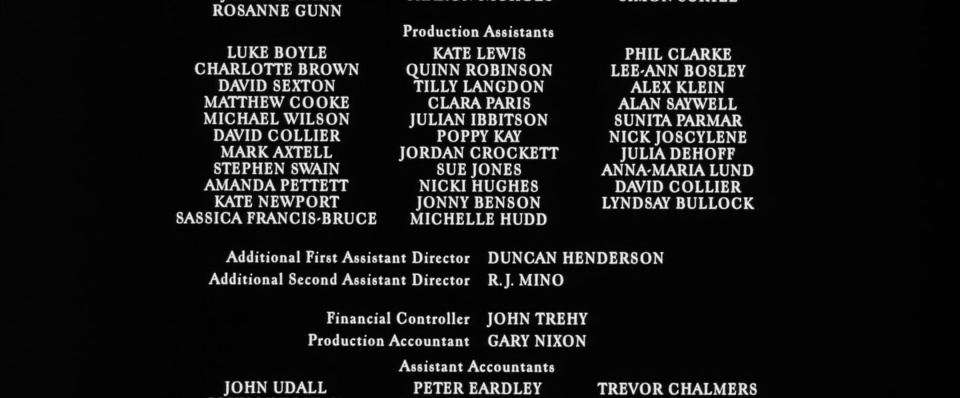 ROSANNE GUNN
Production Assistants
LUKE BOYLE KATE LEWIS PHIL CLARKE
CHARLOTTE BROWN QUINN ROBINSON LEE-ANN BOSLEY
DAVID SEXTON TILLY LANGDON ALEX KLEIN
MATTHEW COOKE CLARA PARIS ALAN SAYWELL
MICHAEL WILSON JULIAN IBBITSON SUNITA PARMAR
DAVID COLLIER POPPY KAY NICK JOSCYLENE
MARK AXTELL JORDAN CROCKETT JULIA DEHOFF
STEPHEN SWAIN SUE JONES ANNA-MARIA LUND
AMANDA PETTETT NICKI HUGHES DAVID COLLIER
KATE NEWPORT JONNY BENSON LYNDSAY BULLOCK
SASSICA FRANCIS-BRUCE MICHELLE HUDD
Additional First Assistant Director DUNCAN HENDERSON
Additional Second Assistant Director R.J. MINO
Financial Controller JOHN TREHY
Production Accountant GARY NIXON
Assistant Accountants
JOHN UDALL PETER EARDLEY TREVOR CHALMERS